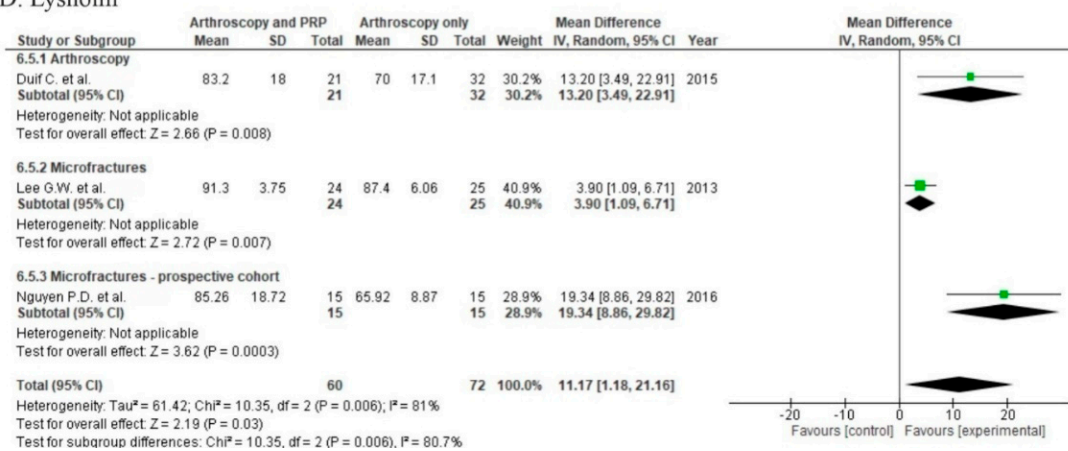 D. Lysholm
Arthroscopy and PRP Arthroscopy only Mean Difference Mean Difference
Study or Subgroup Mean SD Total Mean SD Total Weight IV, Random, 95% CI Year IV, Random, 95% CI
6.5.1 Arthroscopy
Duif C. et al. 83.2 18 21 70 17.1 32 30.2% 13.20 [3.49, 22.91] 2015
Subtotal (95% CI) 21 32 30.2% 13.20 [3.49, 22.91]
Heterogeneity: Not applicable
Test for overall effect: Z = 2.66 (P = 0.008)
6.5.2 Microfractures
Lee G.W. et al. 91.3 3.75 24 87.4 6.06 25 40.9% 3.90 [1.09, 6.71] 2013
Subtotal (95% CI) 24 25 40.9% 3.90 [1.09, 6.71]
Heterogeneity: Not applicable
Test for overall effect: Z = 2.72 (P = 0.007)
6.5.3 Microfractures - prospective cohort
Nguyen P.D. et al. 85.26 18.72 15 65.92 8.87 15 28.9% 19.34 [8.86, 29.82] 2016
Subtotal (95% CI) 15 15 28.9% 19.34 [8.86, 29.82]
Heterogeneity: Not applicable
Test for overall effect: Z = 3.62 (P = 0.0003)
Total (95% CI) 60 72 100.0% 11.17 [1.18, 21.16]
Heterogeneity: Tau² = 61.42; Chi² = 10.35, df = 2 (P = 0.006); I² = 81%
Test for overall effect: Z = 2.19 (P = 0.03)
Test for subgroup differences: Chi² = 10.35, df = 2 (P = 0.006), I² = 80.7%
-20 -10 0 10 20
Favours [control] Favours [experimental]